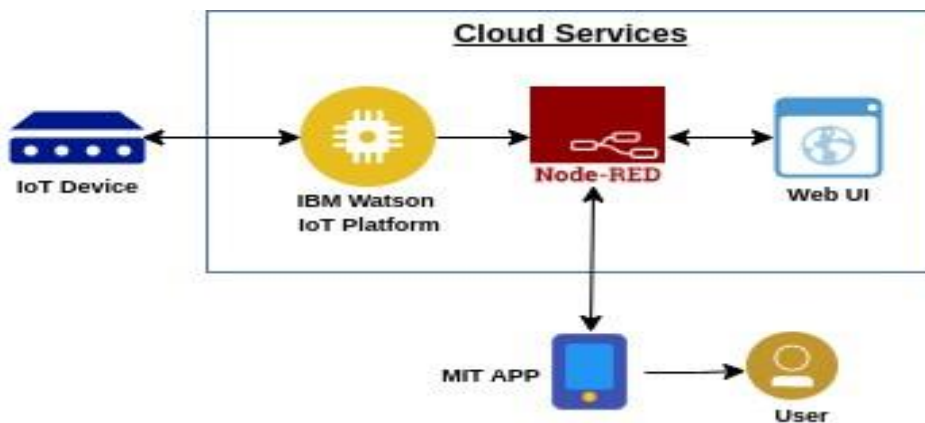 Cloud Services
IoT Device
IBM Watson
IoT Platform
Node-RED
Web UI
MIT APP
User